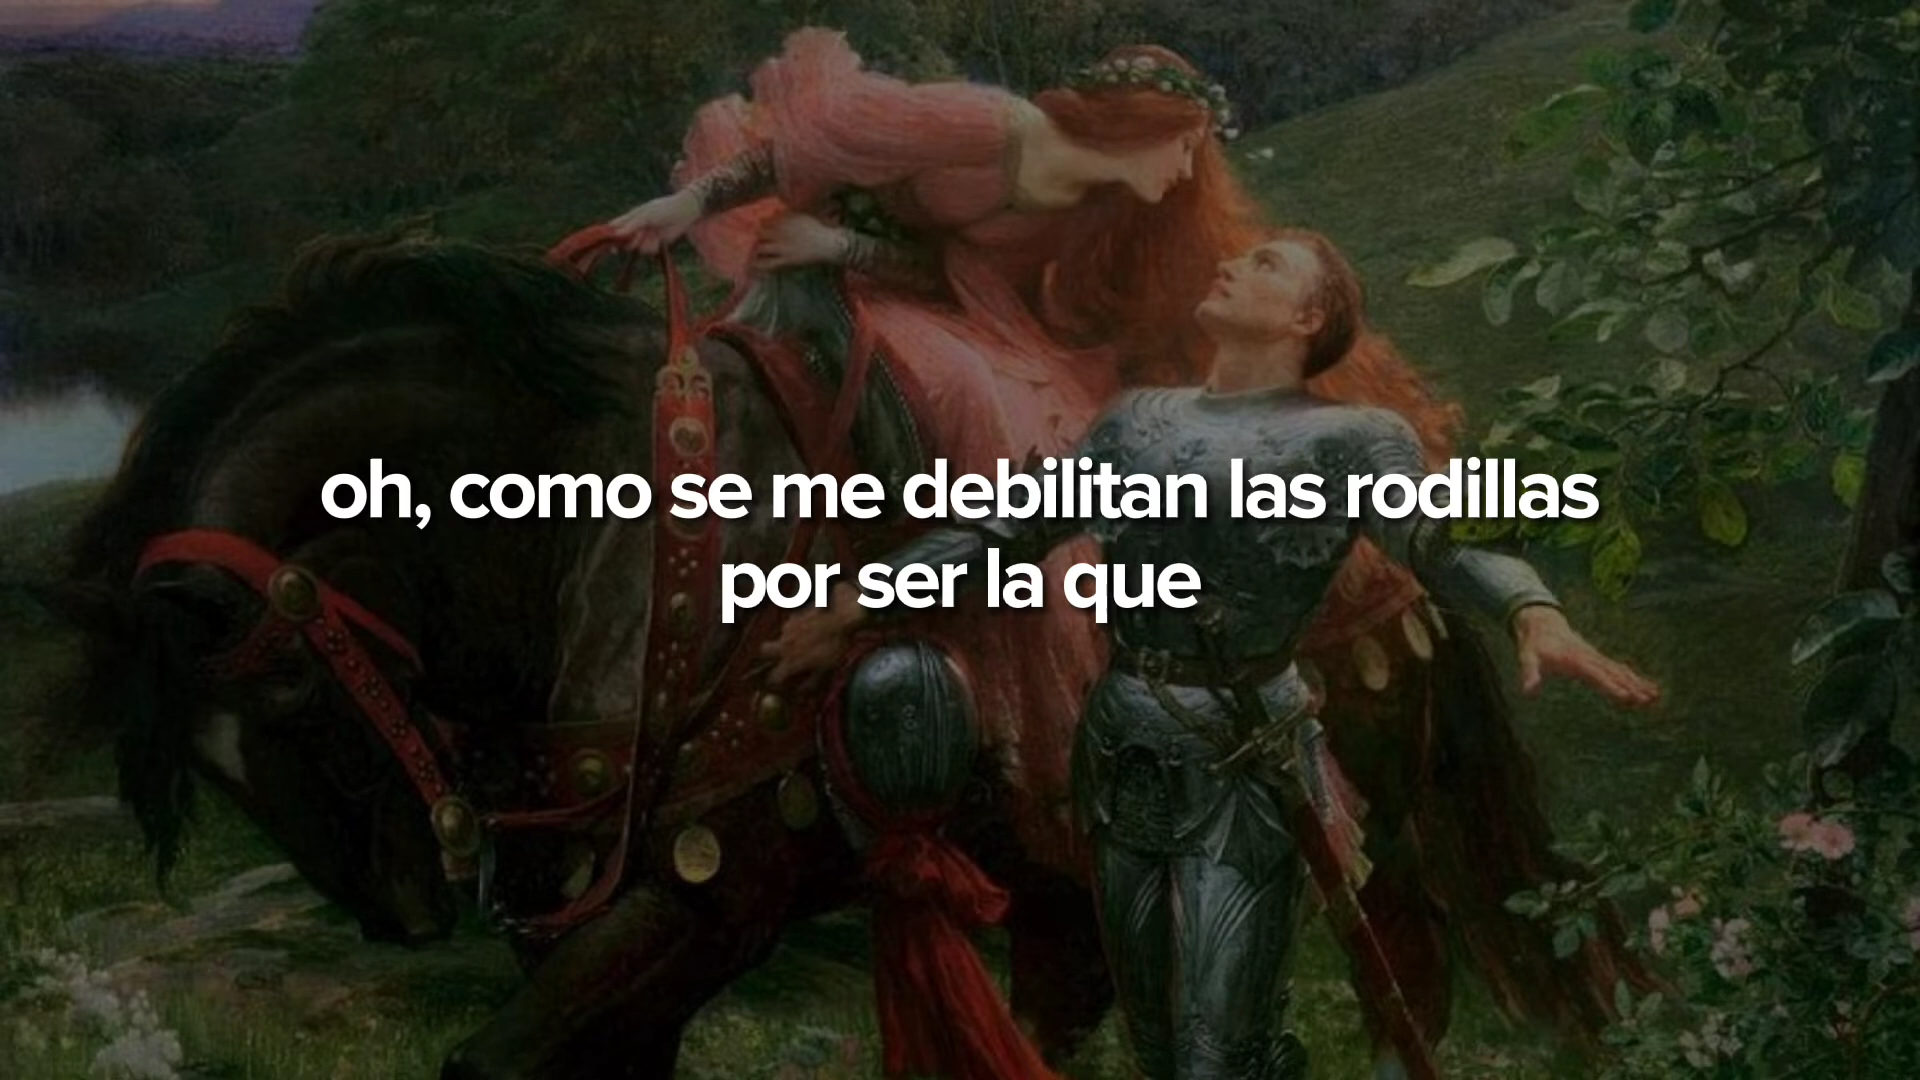 oh, como se me debilitan las rodillas
por ser la que